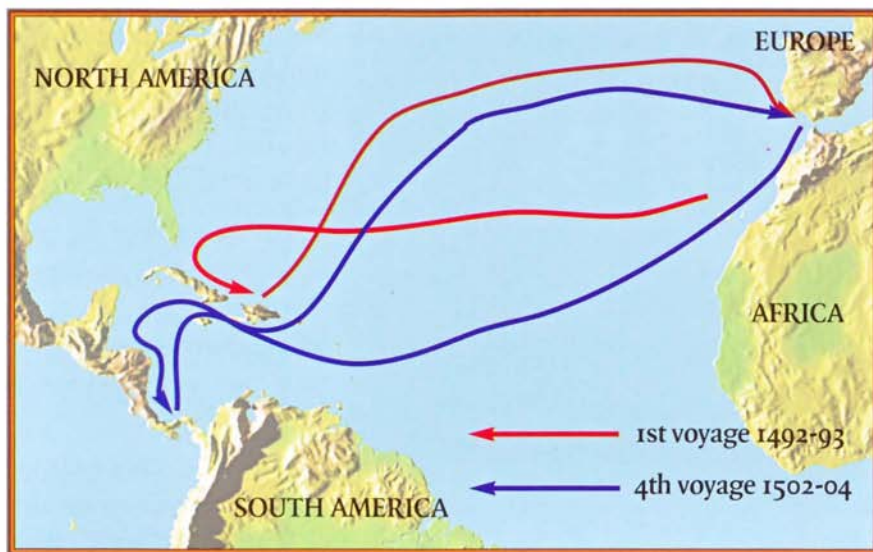 EUROPE
NORTH AMERICA
AFRICA
1st voyage 1492-93
4th voyage 1502-04
SOUTH AMERICA